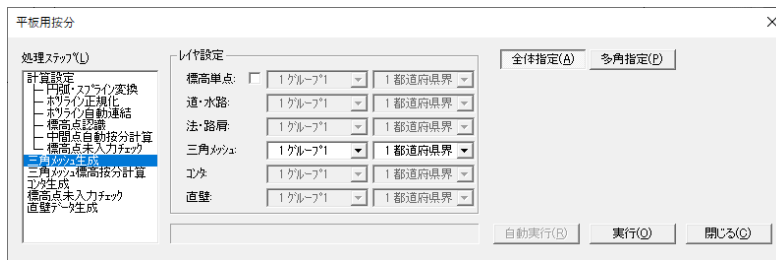 平板用按分
処理ステップ(L)
計算設定
円弧・スプライン変換
ポリライン正規化
ポリライン自動連結
標高点認識
中間点自動按分計算
標高点未入力チェック
三角メッシュ生成
三角メッシュ標高按分計算
コンタ生成
標高点未入力チェック
直壁データ生成
レイヤ設定
標高単点: 1 グループ1 1 都道府県界
道・水路: 1 グループ1 1 都道府県界
法・路肩: 1 グループ1 1 都道府県界
三角メッシュ: 1 グループ1 1 都道府県界
コンタ: 1 グループ1 1 都道府県界
直壁: 1 グループ1 1 都道府県界
全体指定(A) 多角指定(P)
自動実行(R) 実行(O) 閉じる(C)